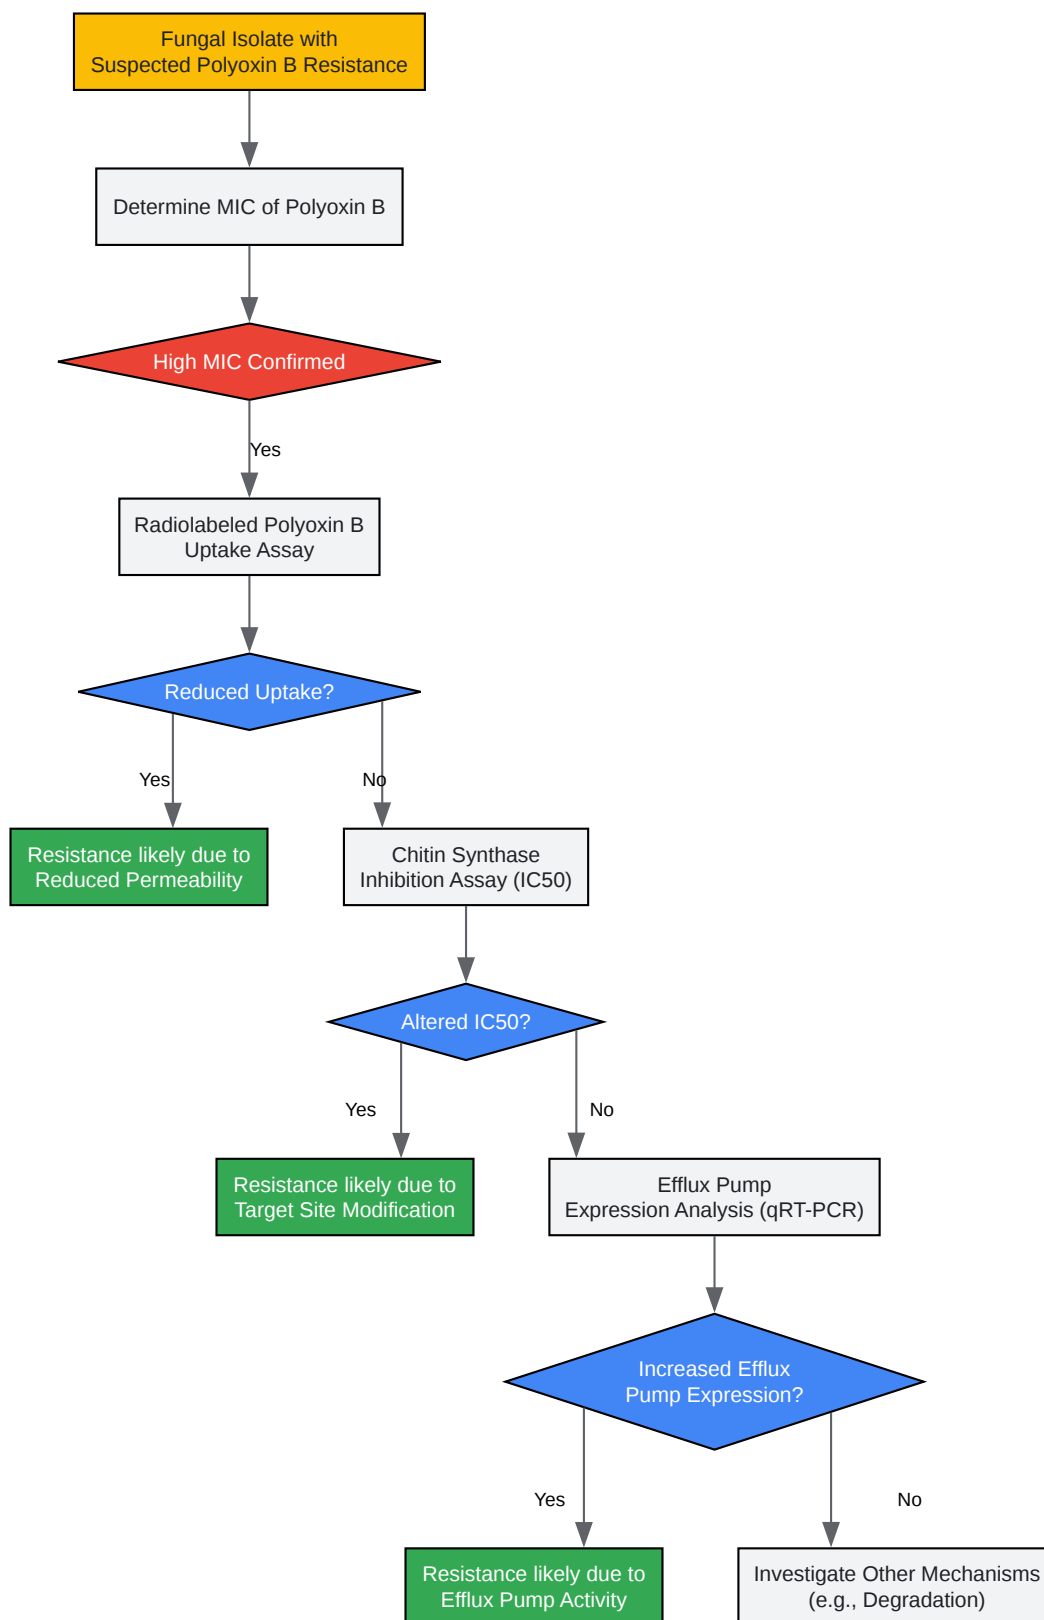 Fungal Isolate with
Suspected Polyoxin B Resistance
Determine MIC of Polyoxin B
High MIC Confirmed
Yes
Radiolabeled Polyoxin B
Uptake Assay
Reduced Uptake?
Yes
No
Resistance likely due to
Reduced Permeability
Chitin Synthase
Inhibition Assay (IC50)
Altered IC50?
Yes
No
Resistance likely due to
Target Site Modification
Efflux Pump
Expression Analysis (qRT-PCR)
Increased Efflux
Pump Expression?
Yes
No
Resistance likely due to
Efflux Pump Activity
Investigate Other Mechanisms
(e.g., Degradation)